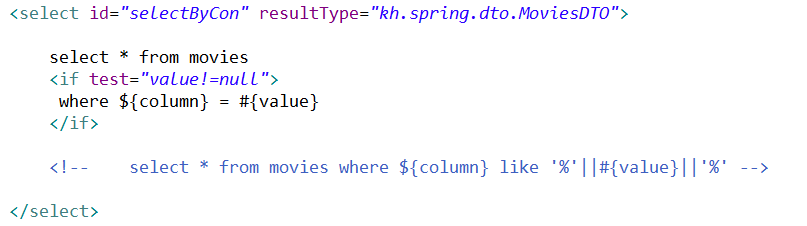 <select id="selectByCon" resultType="kh.spring.dto.MoviesDTO">
select * from movies
<if test="value!=null">
where ${column} = #{value}
</if>
<!-- select * from movies where ${column} like '%'||#{value}||'%' -->
</select>